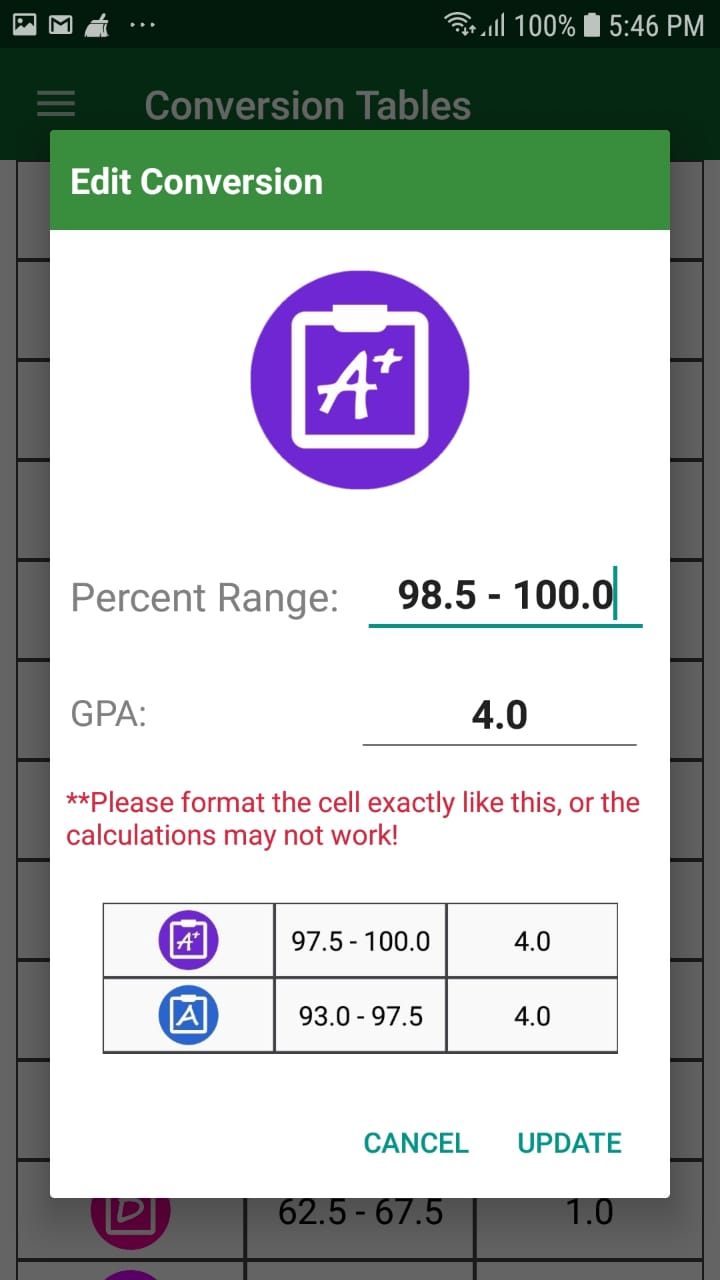 100% 5:46 PM
Conversion Tables
Edit Conversion
A+
Percent Range: 98.5 - 100.0
GPA: 4.0
**Please format the cell exactly like this, or the
calculations may not work!
A+ 97.5 - 100.0 4.0
A 93.0 - 97.5 4.0
CANCEL UPDATE
D 62.5 - 67.5 1.0